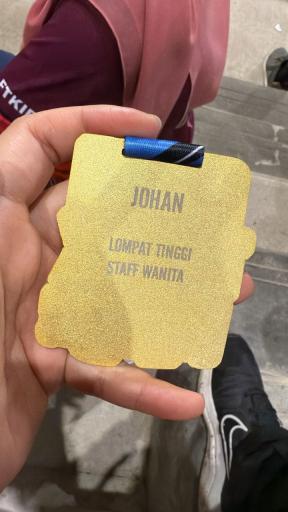 JOHAN
LOMPAT TINGGI
STAFF WANITA